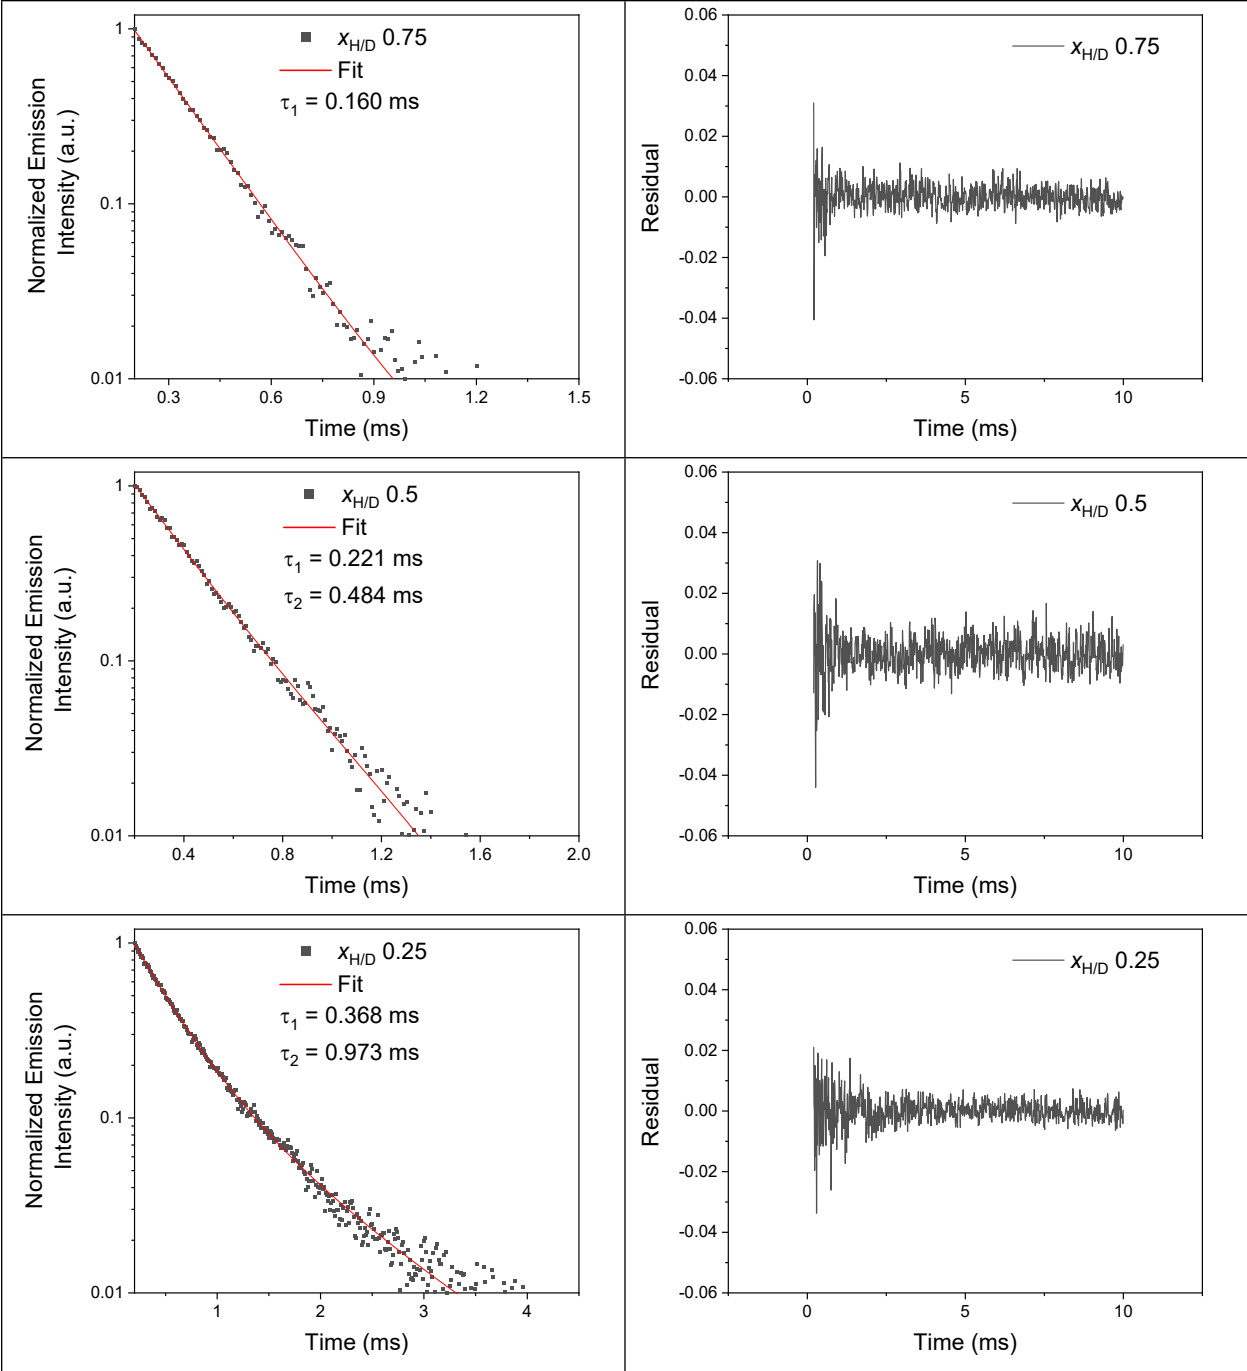 Normalized Emission
Intensity (a.u.)
1
0.1
0.01
x_H/D 0.75
Fit
τ_1 = 0.160 ms
0.3 0.6 0.9 1.2 1.5
Time (ms)
Residual
0.06
0.04
0.02
0.00
-0.02
-0.04
-0.06
x_H/D 0.75
0 5 10
Time (ms)
Normalized Emission
Intensity (a.u.)
1
0.1
0.01
x_H/D 0.5
Fit
τ_1 = 0.221 ms
τ_2 = 0.484 ms
0.4 0.8 1.2 1.6 2.0
Time (ms)
Residual
0.06
0.04
0.02
0.00
-0.02
-0.04
-0.06
x_H/D 0.5
0 5 10
Time (ms)
Normalized Emission
Intensity (a.u.)
1
0.1
0.01
x_H/D 0.25
Fit
τ_1 = 0.368 ms
τ_2 = 0.973 ms
1 2 3 4
Time (ms)
Residual
0.06
0.04
0.02
0.00
-0.02
-0.04
-0.06
x_H/D 0.25
0 5 10
Time (ms)